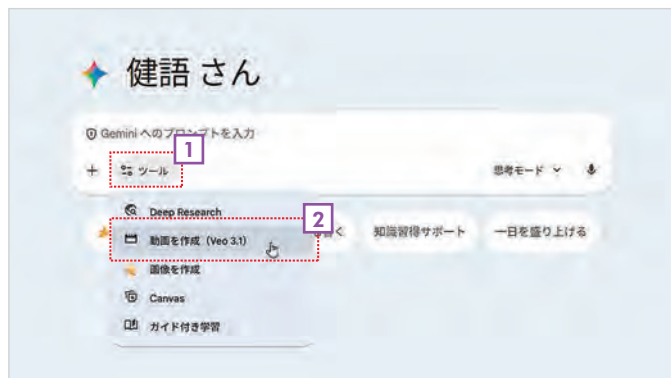 健語 さん
Gemini へのプロンプトを入力
1
ツール
思考モード
Deep Research
2
動画を作成（Veo 3.1）
く
知識習得サポート
一日を盛り上げる
画像を作成
Canvas
ガイド付き学習